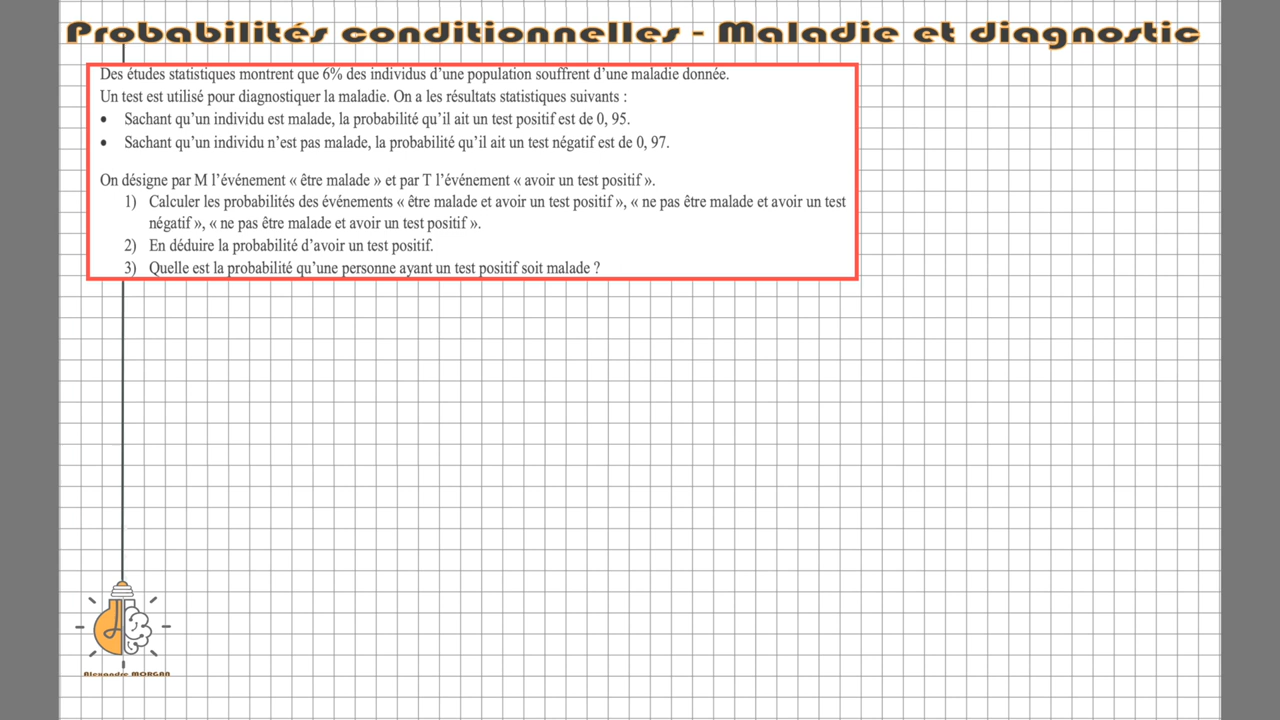 Probabilités conditionnelles - Maladie et diagnostic
Des études statistiques montrent que 6% des individus d’une population souffrent d’une maladie donnée.
Un test est utilisé pour diagnostiquer la maladie. On a les résultats statistiques suivants :
• Sachant qu’un individu est malade, la probabilité qu’il ait un test positif est de 0, 95.
• Sachant qu’un individu n’est pas malade, la probabilité qu’il ait un test négatif est de 0, 97.
On désigne par M l’événement « être malade » et par T l’événement « avoir un test positif ».
1) Calculer les probabilités des événements « être malade et avoir un test positif », « ne pas être malade et avoir un test
négatif », « ne pas être malade et avoir un test positif ».
2) En déduire la probabilité d’avoir un test positif.
3) Quelle est la probabilité qu’une personne ayant un test positif soit malade ?
Alexandre MORGAN